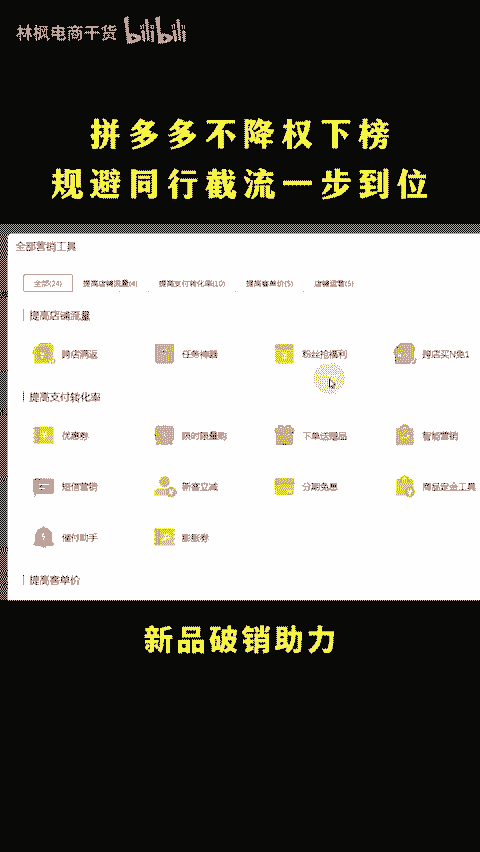 林枫电商干货 bilibili
拼多多不降权下榜
规避同行截流一步到位
全部营销工具
全部(24) 提高店铺流量(4) 提高支付转化率(10) 提高客单价(5) 店铺运营(5)
提高店铺流量
跨店满返 任务神器 粉丝抢福利 跨店买N免1
提高支付转化率
优惠券 限时限量购 下单送赠品 智能营销
短信营销 新客立减 分期免息 商品定金工具
催付助手 膨胀券
提高客单价
新品破销助力